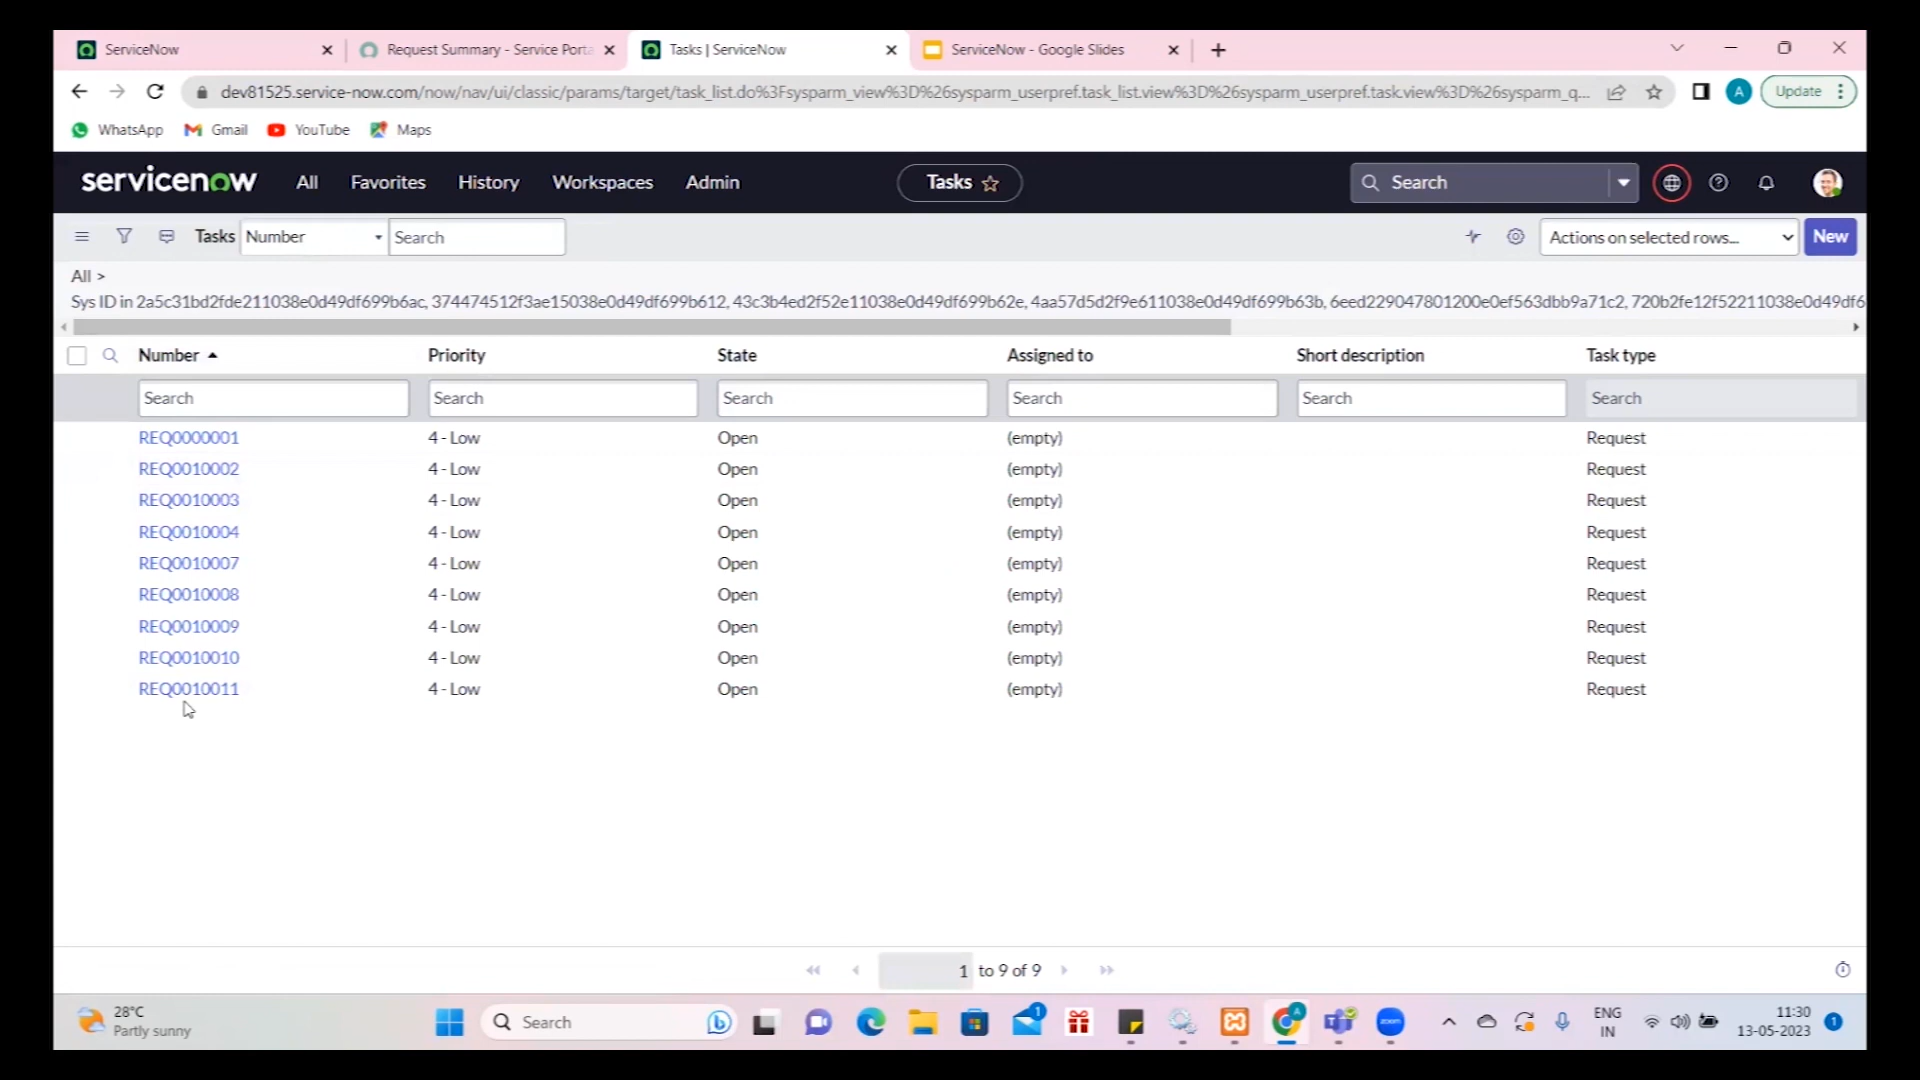 ServiceNow
Request Summary - Service Porta
Tasks | ServiceNow
ServiceNow - Google Slides
dev81525.service-now.com/now/nav/ui/classic/params/target/task_list.do%3Fsysparm_view%3D%26sysparm_userpref.task_list.view%3D%26sysparm_userpref.task.view%3D%26sysparm_q...
A
Update
WhatsApp
Gmail
YouTube
Maps
servicenow
All
Favorites
History
Workspaces
Admin
Tasks
Search
Tasks
Number
Search
Actions on selected rows...
New
All >
Sys ID in 2a5c31bd2fde211038e0d49df699b6ac, 374474512f3ae15038e0d49df699b612, 43c3b4ed2f52e11038e0d49df699b62e, 4aa57d5d2f9e611038e0d49df699b63b, 6eed229047801200e0ef563dbb9a71c2, 720b2fe12f52211038e0d49df6
Number Priority State Assigned to Short description Task type
Search Search Search Search Search Search
REQ0000001 4 - Low Open (empty) Request
REQ0010002 4 - Low Open (empty) Request
REQ0010003 4 - Low Open (empty) Request
REQ0010004 4 - Low Open (empty) Request
REQ0010007 4 - Low Open (empty) Request
REQ0010008 4 - Low Open (empty) Request
REQ0010009 4 - Low Open (empty) Request
REQ0010010 4 - Low Open (empty) Request
REQ0010011 4 - Low Open (empty) Request
1 to 9 of 9
28°C
Partly sunny
Search
1
A
zoom
ENG
IN
11:30
13-05-2023
1